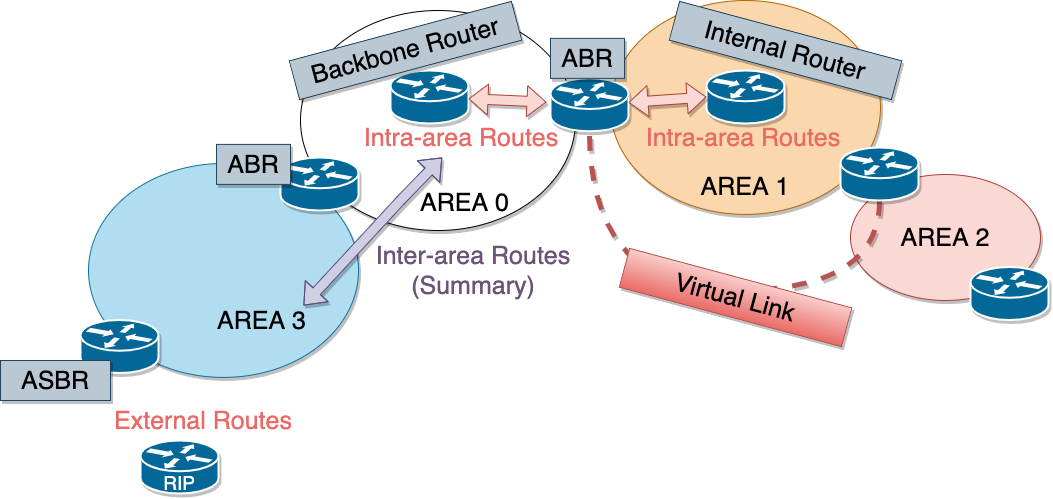 Backbone Router
Internal Router
ABR
Intra-area Routes
Intra-area Routes
ABR
AREA 0
AREA 1
AREA 2
Inter-area Routes
(Summary)
Virtual Link
AREA 3
ASBR
External Routes
RIP